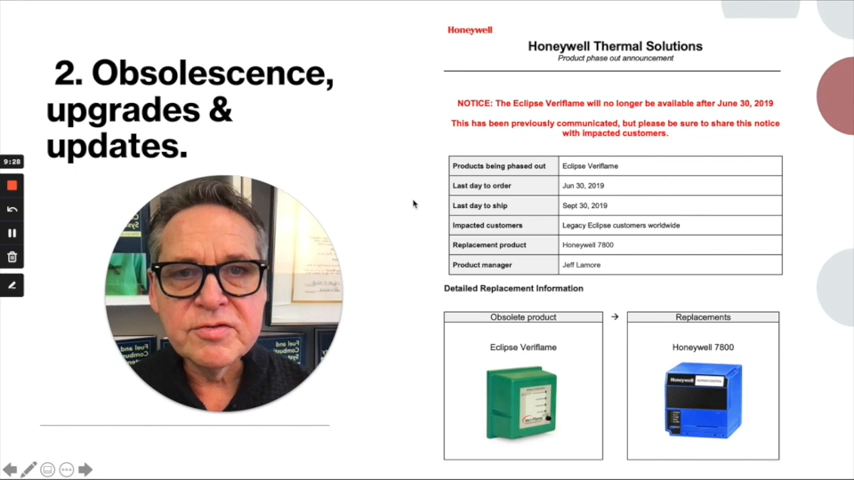 2. Obsolescence,
upgrades &
updates.
9:28
Honeywell
Honeywell Thermal Solutions
Product phase out announcement
NOTICE: The Eclipse Veriflame will no longer be available after June 30, 2019
This has been previously communicated, but please be sure to share this notice
with impacted customers.
Products being phased out Eclipse Veriflame
Last day to order Jun 30, 2019
Last day to ship Sept 30, 2019
Impacted customers Legacy Eclipse customers worldwide
Replacement product Honeywell 7800
Product manager Jeff Lamore
Detailed Replacement Information
Obsolete product → Replacements
Eclipse Veriflame
Honeywell 7800
Honeywell